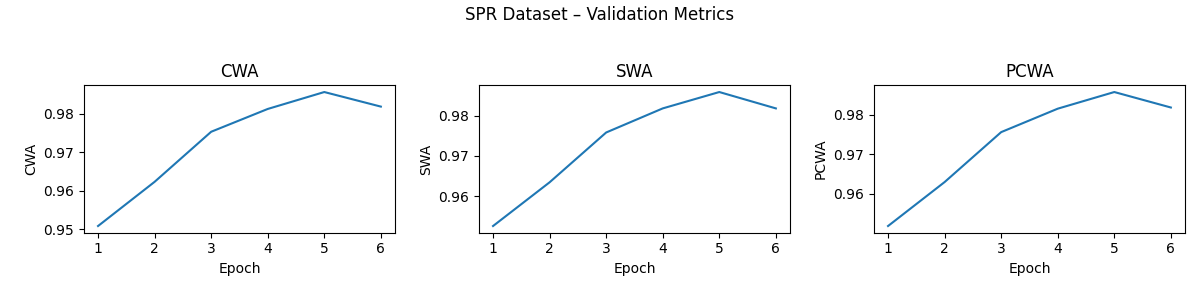 SPR Dataset – Validation Metrics
CWA
CWA
0.98
0.97
0.96
0.95
1 2 3 4 5 6
Epoch
SWA
SWA
0.98
0.97
0.96
1 2 3 4 5 6
Epoch
PCWA
PCWA
0.98
0.97
0.96
1 2 3 4 5 6
Epoch